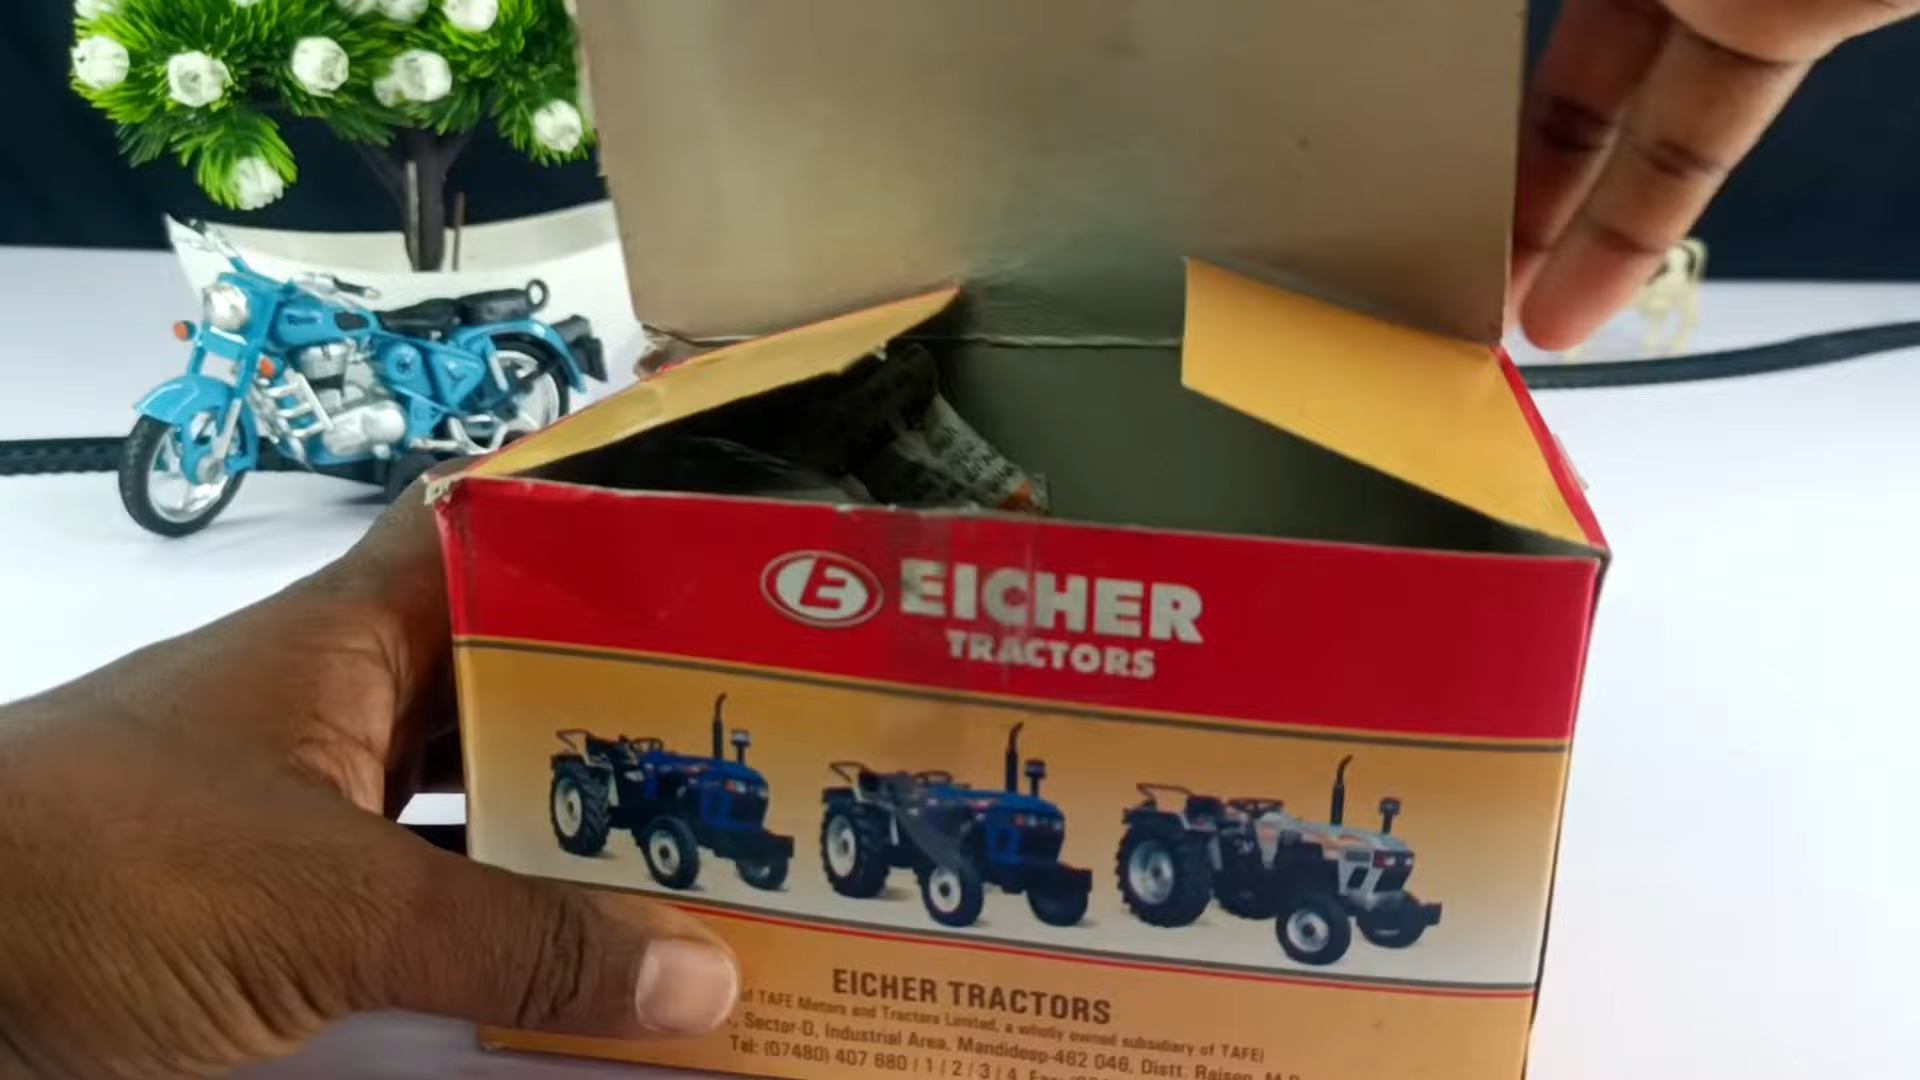 EICHER
TRACTORS
EICHER TRACTORS
of TAFE Motors and Tractors Limited, a wholly owned subsidiary of TAFE)
Sector-D, Industrial Area, Mandideep-462 046, Distt. Raisen, M.P.
Tel: (07480) 407 680 / 1 / 2 / 3 / 4